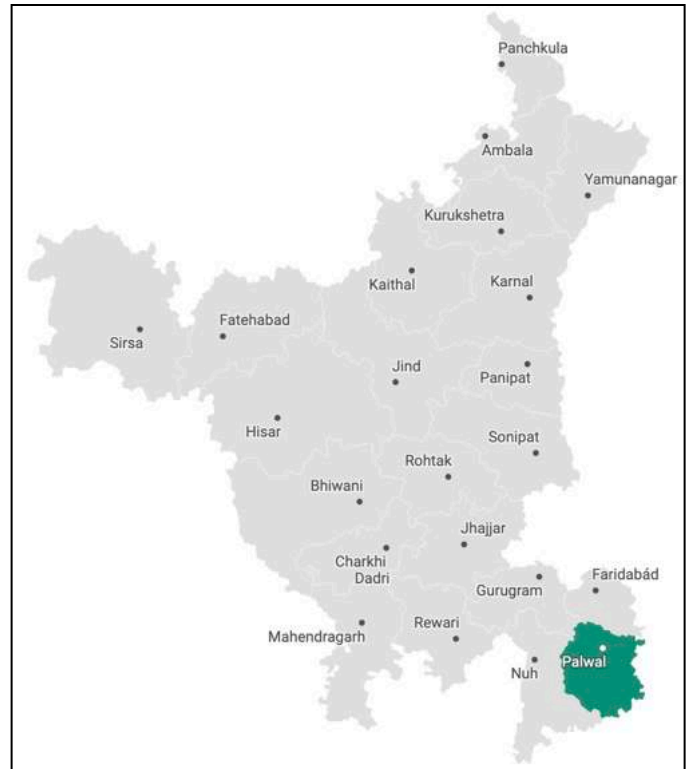 Panchkula
Ambala
Yamunanagar
Kurukshetra
Kaithal
Karnal
Fatehabad
Sirsa
Jind
Panipat
Hisar
Sonipat
Rohtak
Bhiwani
Jhajjar
Charkhi
Dadri
Gurugram
Faridabád
Mahendragarh
Rewari
Nuh
Palwal